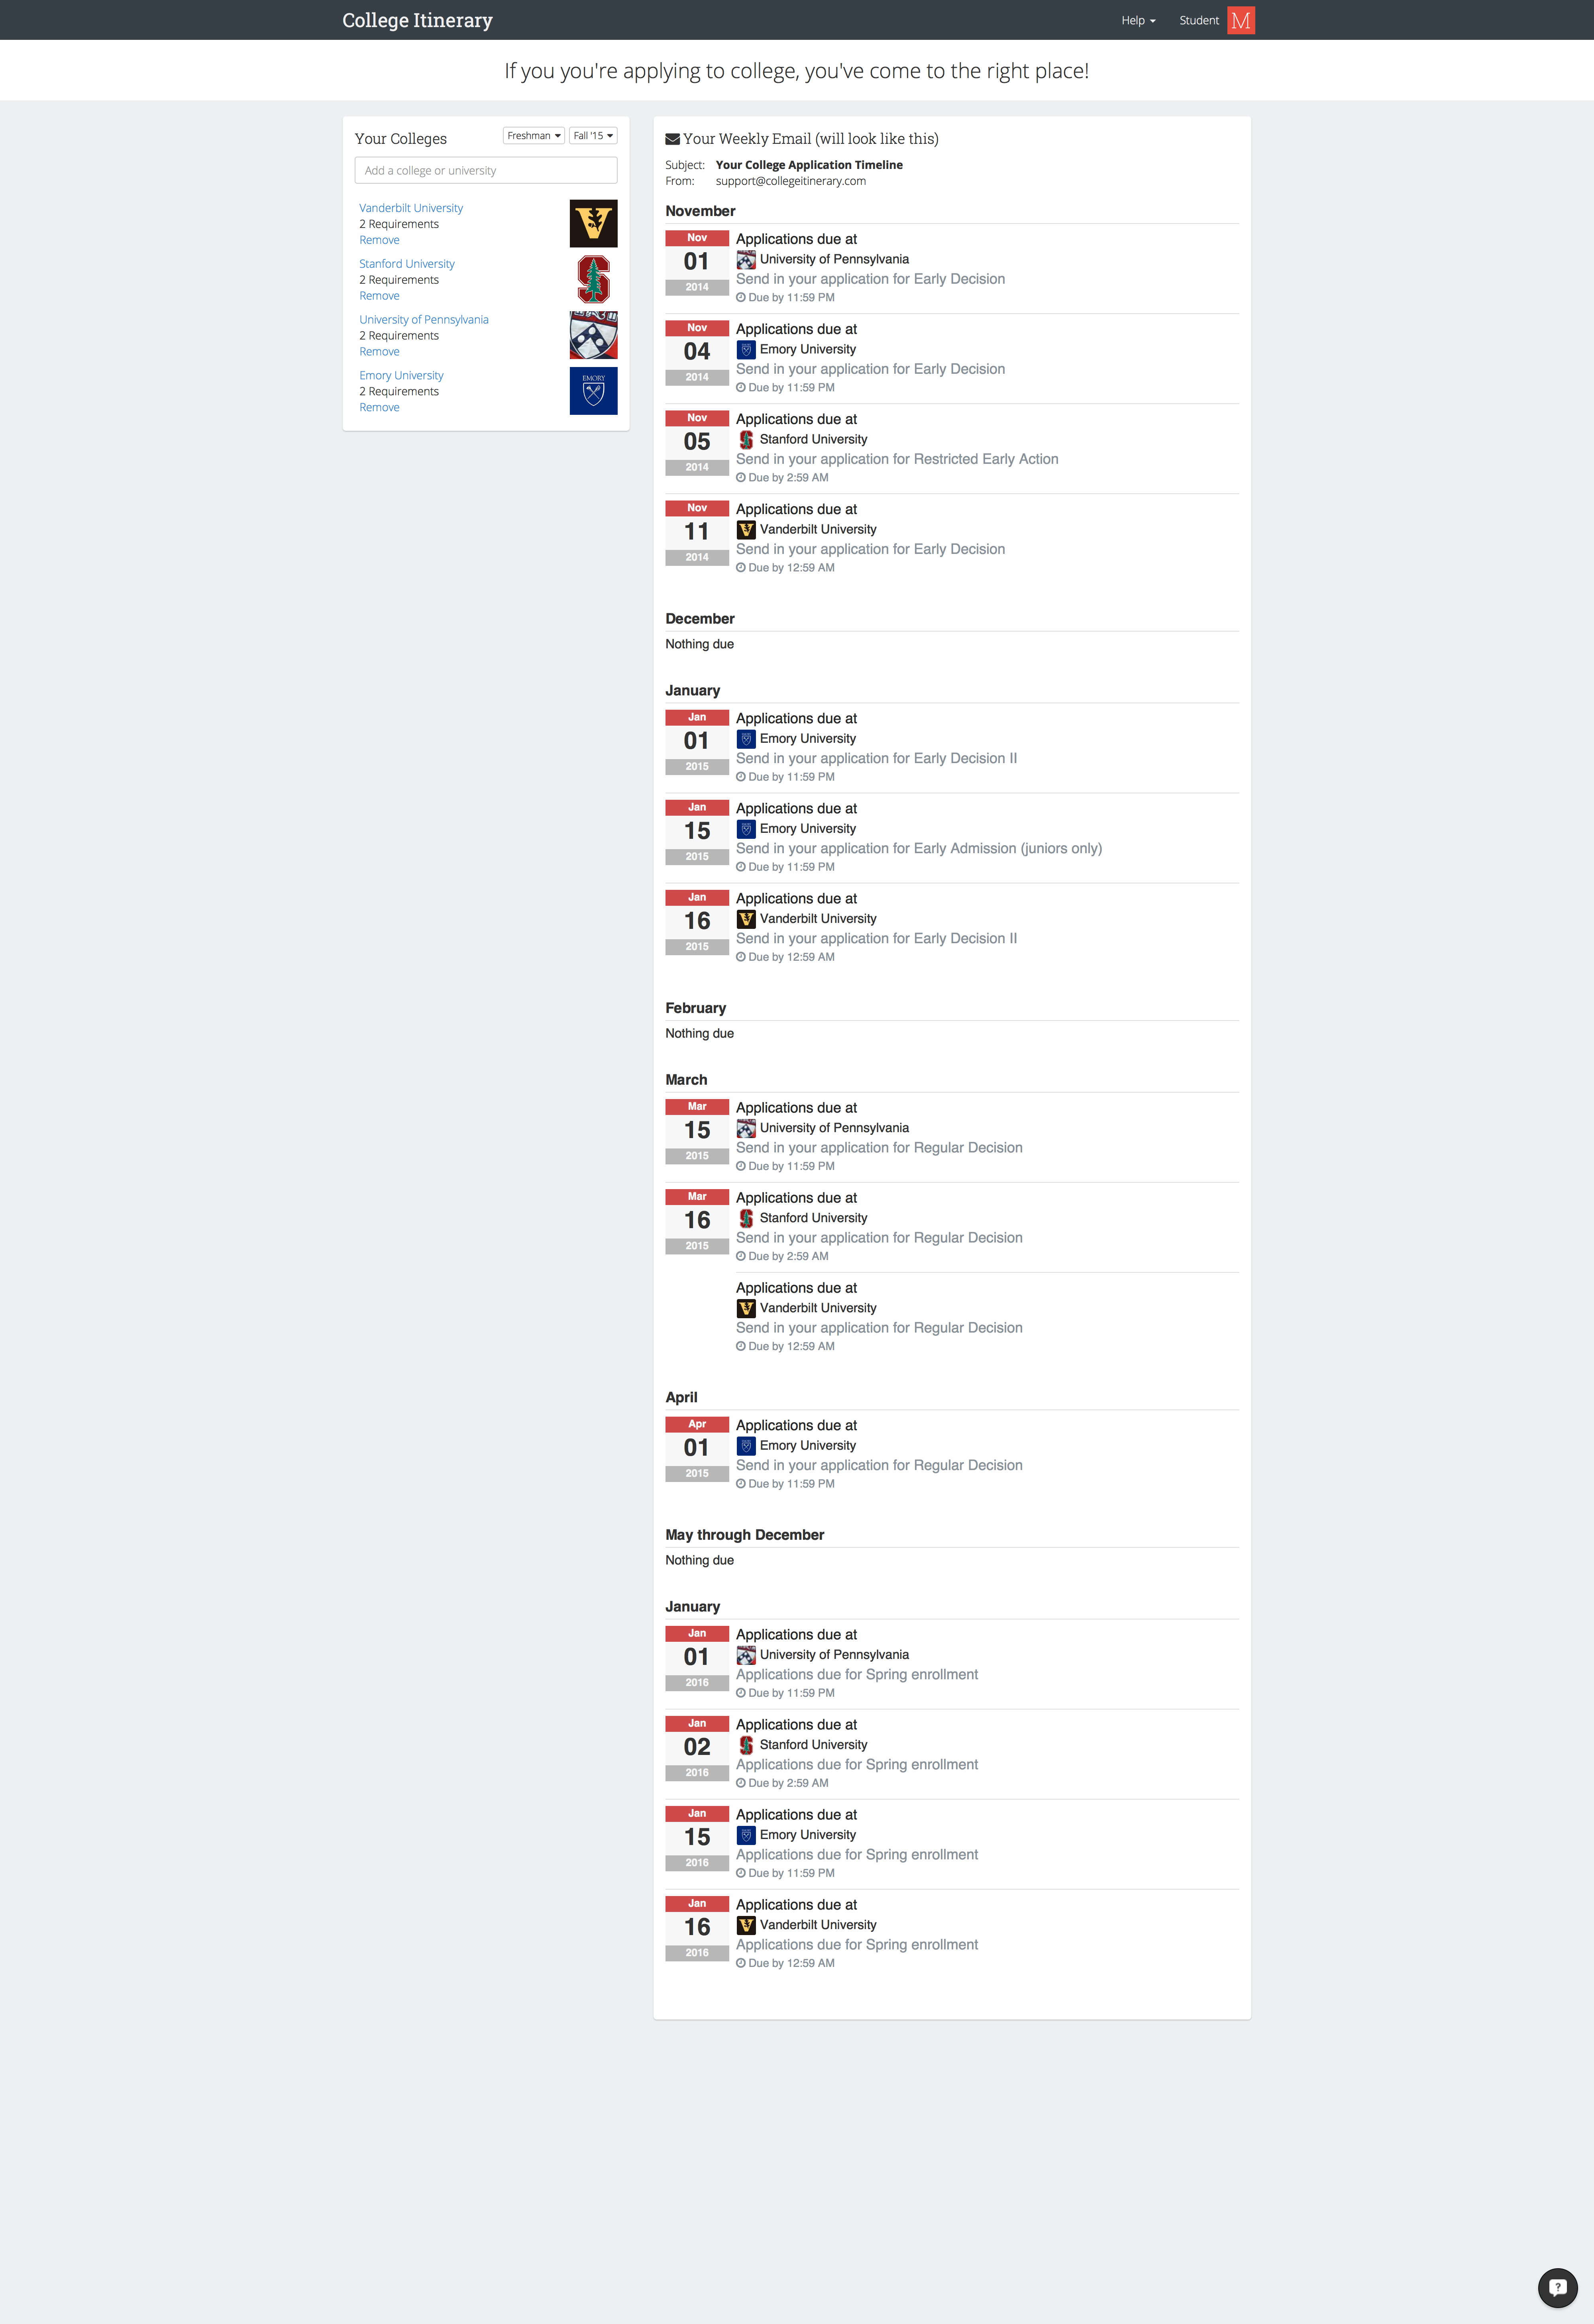 College Itinerary
Help
Student
M
If you you're applying to college, you've come to the right place!
Your Colleges
Freshman
Fall '15
Add a college or university
Vanderbilt University
2 Requirements
Remove
V
Stanford University
2 Requirements
Remove
S
University of Pennsylvania
2 Requirements
Remove
Emory University
2 Requirements
Remove
EMORY
Your Weekly Email (will look like this)
Subject: Your College Application Timeline
From: support@collegeitinerary.com
November
Nov
01
2014
Applications due at
University of Pennsylvania
Send in your application for Early Decision
Due by 11:59 PM
Nov
04
2014
Applications due at
Emory University
Send in your application for Early Decision
Due by 11:59 PM
Nov
05
2014
Applications due at
Stanford University
Send in your application for Restricted Early Action
Due by 2:59 AM
Nov
11
2014
Applications due at
Vanderbilt University
Send in your application for Early Decision
Due by 12:59 AM
December
Nothing due
January
Jan
01
2015
Applications due at
Emory University
Send in your application for Early Decision II
Due by 11:59 PM
Jan
15
2015
Applications due at
Emory University
Send in your application for Early Admission (juniors only)
Due by 11:59 PM
Jan
16
2015
Applications due at
Vanderbilt University
Send in your application for Early Decision II
Due by 12:59 AM
February
Nothing due
March
Mar
15
2015
Applications due at
University of Pennsylvania
Send in your application for Regular Decision
Due by 11:59 PM
Mar
16
2015
Applications due at
Stanford University
Send in your application for Regular Decision
Due by 2:59 AM
Applications due at
Vanderbilt University
Send in your application for Regular Decision
Due by 12:59 AM
April
Apr
01
2015
Applications due at
Emory University
Send in your application for Regular Decision
Due by 11:59 PM
May through December
Nothing due
January
Jan
01
2016
Applications due at
University of Pennsylvania
Applications due for Spring enrollment
Due by 11:59 PM
Jan
02
2016
Applications due at
Stanford University
Applications due for Spring enrollment
Due by 2:59 AM
Jan
15
2016
Applications due at
Emory University
Applications due for Spring enrollment
Due by 11:59 PM
Jan
16
2016
Applications due at
Vanderbilt University
Applications due for Spring enrollment
Due by 12:59 AM
?